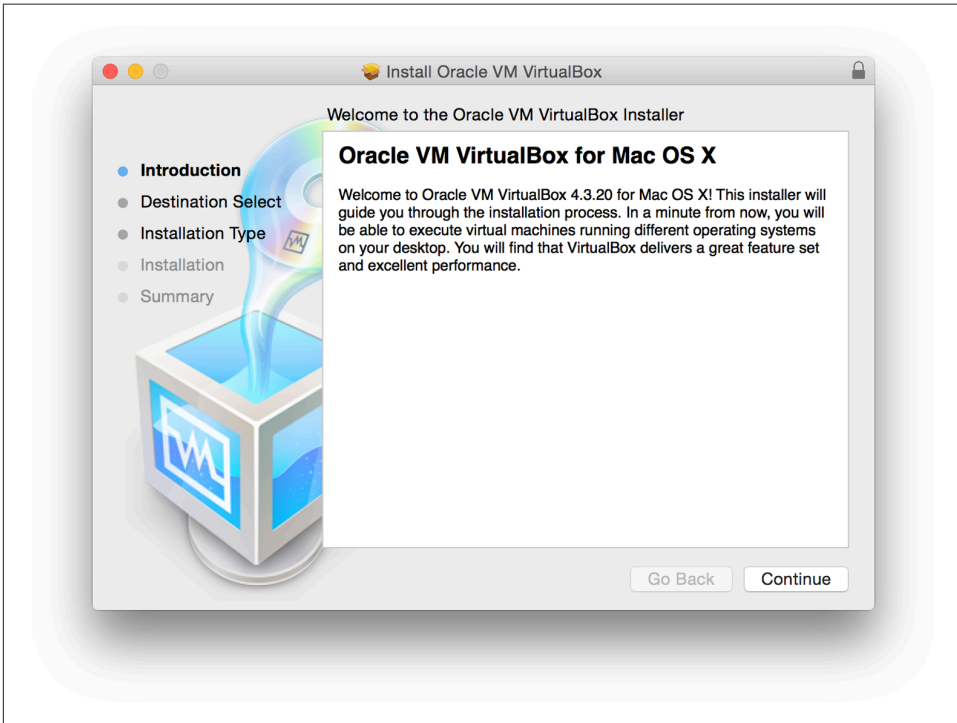 Install Oracle VM VirtualBox
Welcome to the Oracle VM VirtualBox Installer
Introduction
Destination Select
Installation Type
Installation
Summary
Oracle VM VirtualBox for Mac OS X
Welcome to Oracle VM VirtualBox 4.3.20 for Mac OS X! This installer will
guide you through the installation process. In a minute from now, you will
be able to execute virtual machines running different operating systems
on your desktop. You will find that VirtualBox delivers a great feature set
and excellent performance.
Go Back
Continue